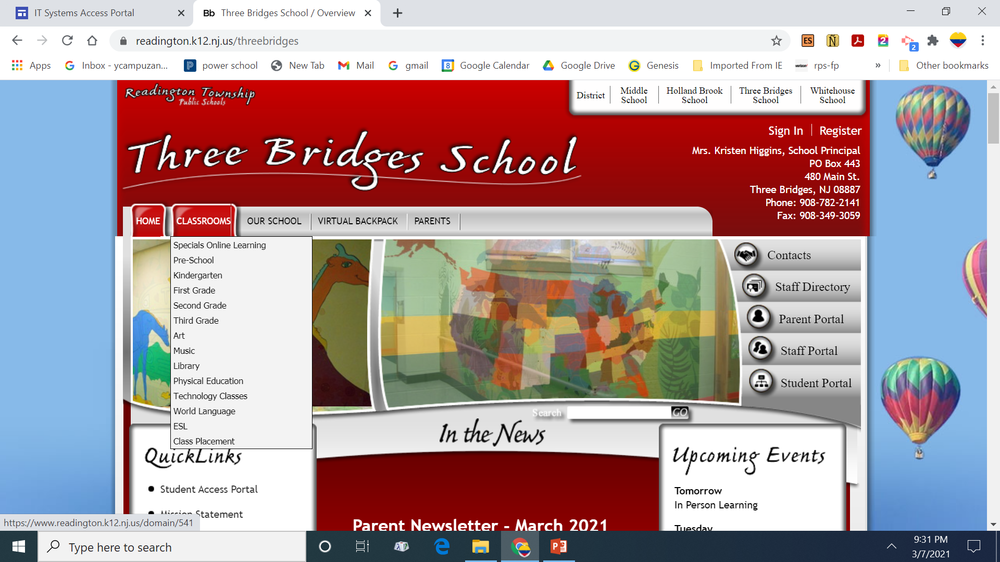 IT Systems Access Portal
Bb Three Bridges School / Overview
readington.k12.nj.us/threebridges
ES Ñ 2 2
Apps Inbox - ycampuzan... power school New Tab Mail gmail 8 Google Calendar Google Drive Genesis Imported From IE verizon rps-fp » Other bookmarks
Readington Township
Public Schools
District Middle School Holland Brook School Three Bridges School Whitehouse School
Sign In Register
Three Bridges School
Mrs. Kristen Higgins, School Principal
PO Box 443
480 Main St.
Three Bridges, NJ 08887
Phone: 908-782-2141
Fax: 908-349-3059
HOME CLASSROOMS OUR SCHOOL VIRTUAL BACKPACK PARENTS
Specials Online Learning
Pre-School
Kindergarten
First Grade
Second Grade
Third Grade
Art
Music
Library
Physical Education
Technology Classes
World Language
ESL
Class Placement
Contacts
Staff Directory
Parent Portal
Staff Portal
Student Portal
Search GO
In the News
QuickLinks
Student Access Portal
Mission Statement
Upcoming Events
Tomorrow
In Person Learning
Tuesday
Parent Newsletter - March 2021
https://www.readington.k12.nj.us/domain/541
Type here to search
9:31 PM
3/7/2021